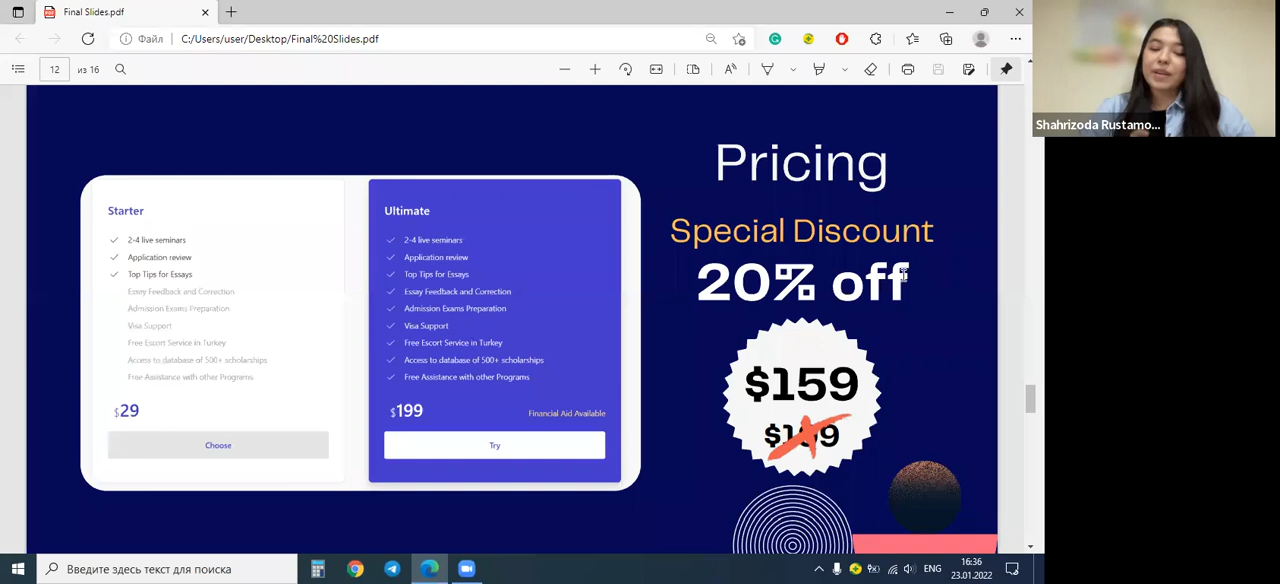 Final Slides.pdf
Файл
C:/Users/user/Desktop/Final%20Slides.pdf
12 из 16
Shahrizoda Rustamo...
Pricing
Special Discount
20% off
$159
Starter
2-4 live seminars
Application review
Top Tips for Essays
Essay Feedback and Correction
Admission Exams Preparation
Visa Support
Free Escort Service in Turkey
Access to database of 500+ scholarships
Free Assistance with other Programs
$29
Choose
Ultimate
2-4 live seminars
Application review
Top Tips for Essays
Essay Feedback and Correction
Admission Exams Preparation
Visa Support
Free Escort Service in Turkey
Access to database of 500+ scholarships
Free Assistance with other Programs
$199
Financial Aid Available
Try
Введите здесь текст для поиска
ENG
16:36
23.01.2022